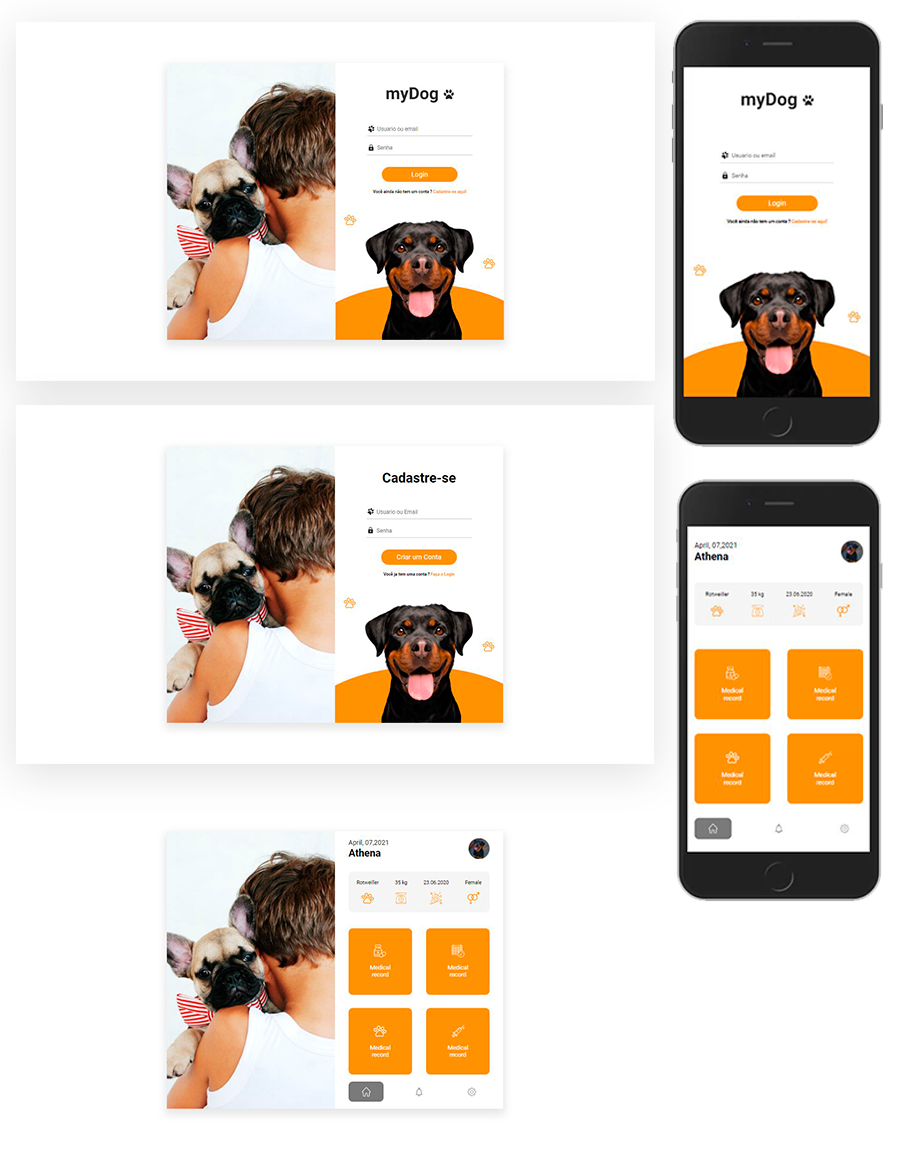 myDog
Usuario ou email
Senha
Login
Você ainda não tem um conta ? Cadastre-se aqui!
myDog
Usuario ou email
Senha
Login
Você ainda não tem um conta ? Cadastre-se aqui!
Cadastre-se
Usuario ou Email
Senha
Criar um Conta
Você ja tem uma conta ? Faça o Login
April, 07,2021
Athena
Rotweiller 35 kg 23.06.2020 Female
Medical
record
Medical
record
Medical
record
Medical
record
April, 07,2021
Athena
Rotweiller 35 kg 23.06.2020 Female
Medical
record
Medical
record
Medical
record
Medical
record